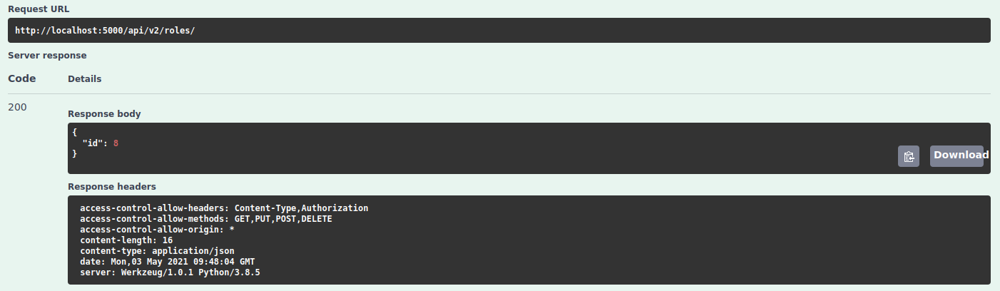 Request URL
http://localhost:5000/api/v2/roles/
Server response
Code Details
200
Response body
{
  "id": 8
}
Download
Response headers
access-control-allow-headers: Content-Type,Authorization
access-control-allow-methods: GET,PUT,POST,DELETE
access-control-allow-origin: *
content-length: 16
content-type: application/json
date: Mon,03 May 2021 09:48:04 GMT
server: Werkzeug/1.0.1 Python/3.8.5